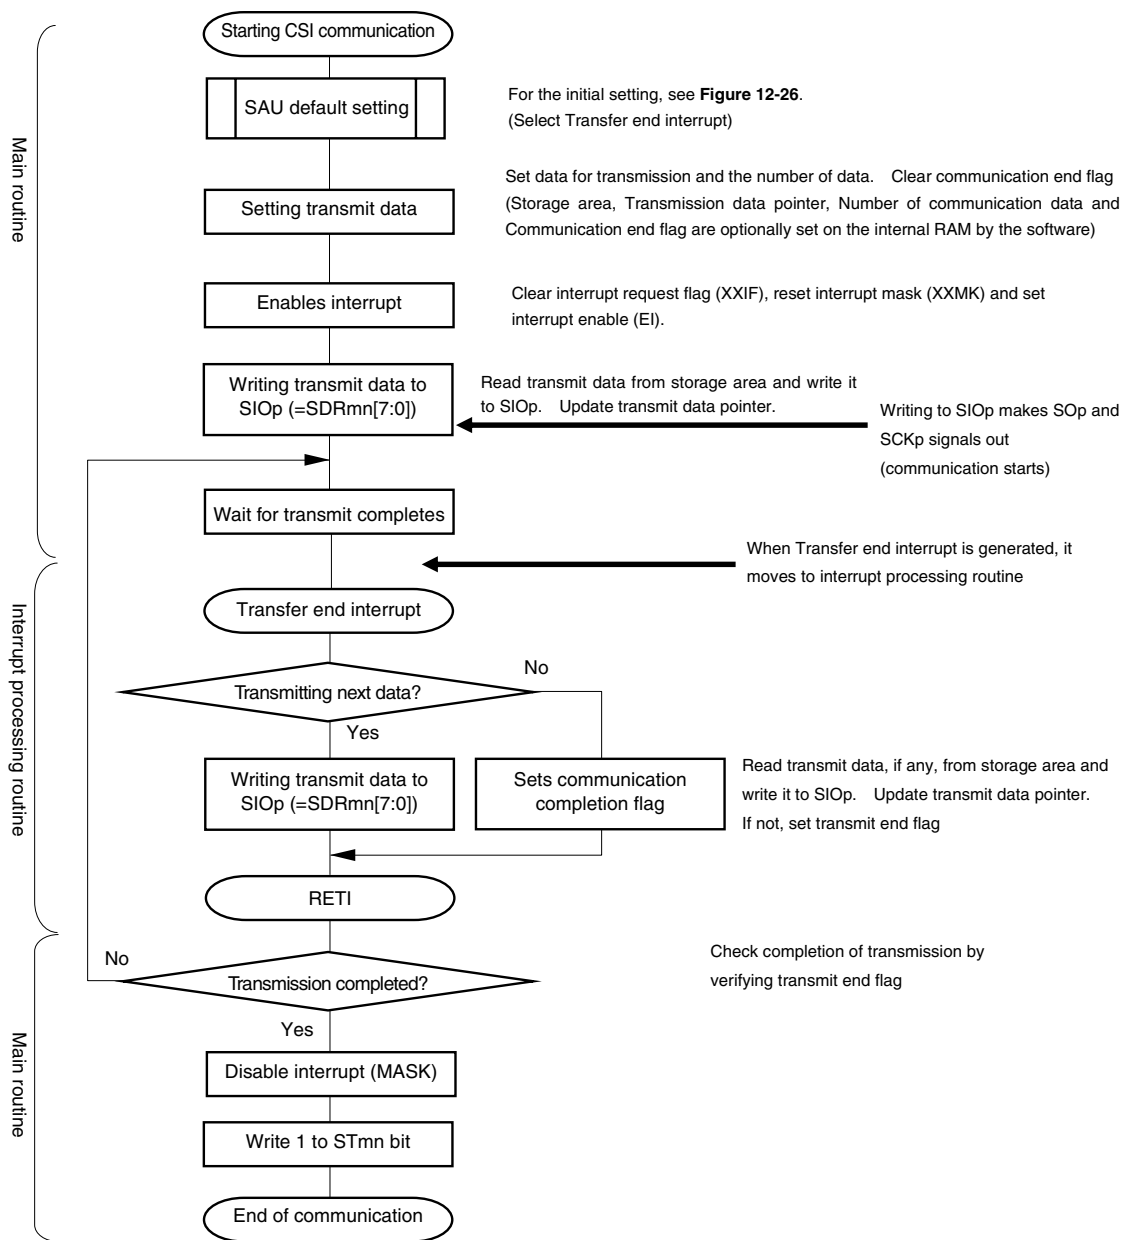 Starting CSI communication
SAU default setting
For the initial setting, see Figure 12-26.
(Select Transfer end interrupt)
Main routine
Setting transmit data
Set data for transmission and the number of data. Clear communication end flag
(Storage area, Transmission data pointer, Number of communication data and
Communication end flag are optionally set on the internal RAM by the software)
Enables interrupt
Clear interrupt request flag (XXIF), reset interrupt mask (XXMK) and set
interrupt enable (EI).
Writing transmit data to
SIOp (=SDRmn[7:0])
Read transmit data from storage area and write it
to SIOp. Update transmit data pointer.
Writing to SIOp makes SOp and
SCKp signals out
(communication starts)
Wait for transmit completes
When Transfer end interrupt is generated, it
moves to interrupt processing routine
Interrupt processing routine
Transfer end interrupt
Transmitting next data?
No
Yes
Writing transmit data to
SIOp (=SDRmn[7:0])
Sets communication
completion flag
Read transmit data, if any, from storage area and
write it to SIOp. Update transmit data pointer.
If not, set transmit end flag
RETI
Main routine
No
Transmission completed?
Check completion of transmission by
verifying transmit end flag
Yes
Disable interrupt (MASK)
Write 1 to STmn bit
End of communication